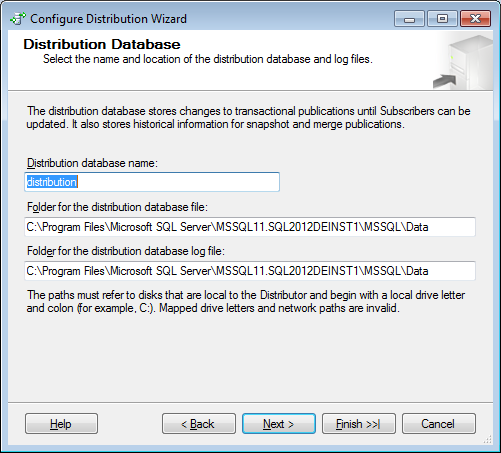 Configure Distribution Wizard
Distribution Database
Select the name and location of the distribution database and log files.
The distribution database stores changes to transactional publications until Subscribers can be
updated. It also stores historical information for snapshot and merge publications.
Distribution database name:
distribution
Folder for the distribution database file:
C:\Program Files\Microsoft SQL Server\MSSQL11.SQL2012DEINST1\MSSQL\Data
Folder for the distribution database log file:
C:\Program Files\Microsoft SQL Server\MSSQL11.SQL2012DEINST1\MSSQL\Data
The paths must refer to disks that are local to the Distributor and begin with a local drive letter
and colon (for example, C:). Mapped drive letters and network paths are invalid.
Help
< Back
Next >
Finish >>|
Cancel